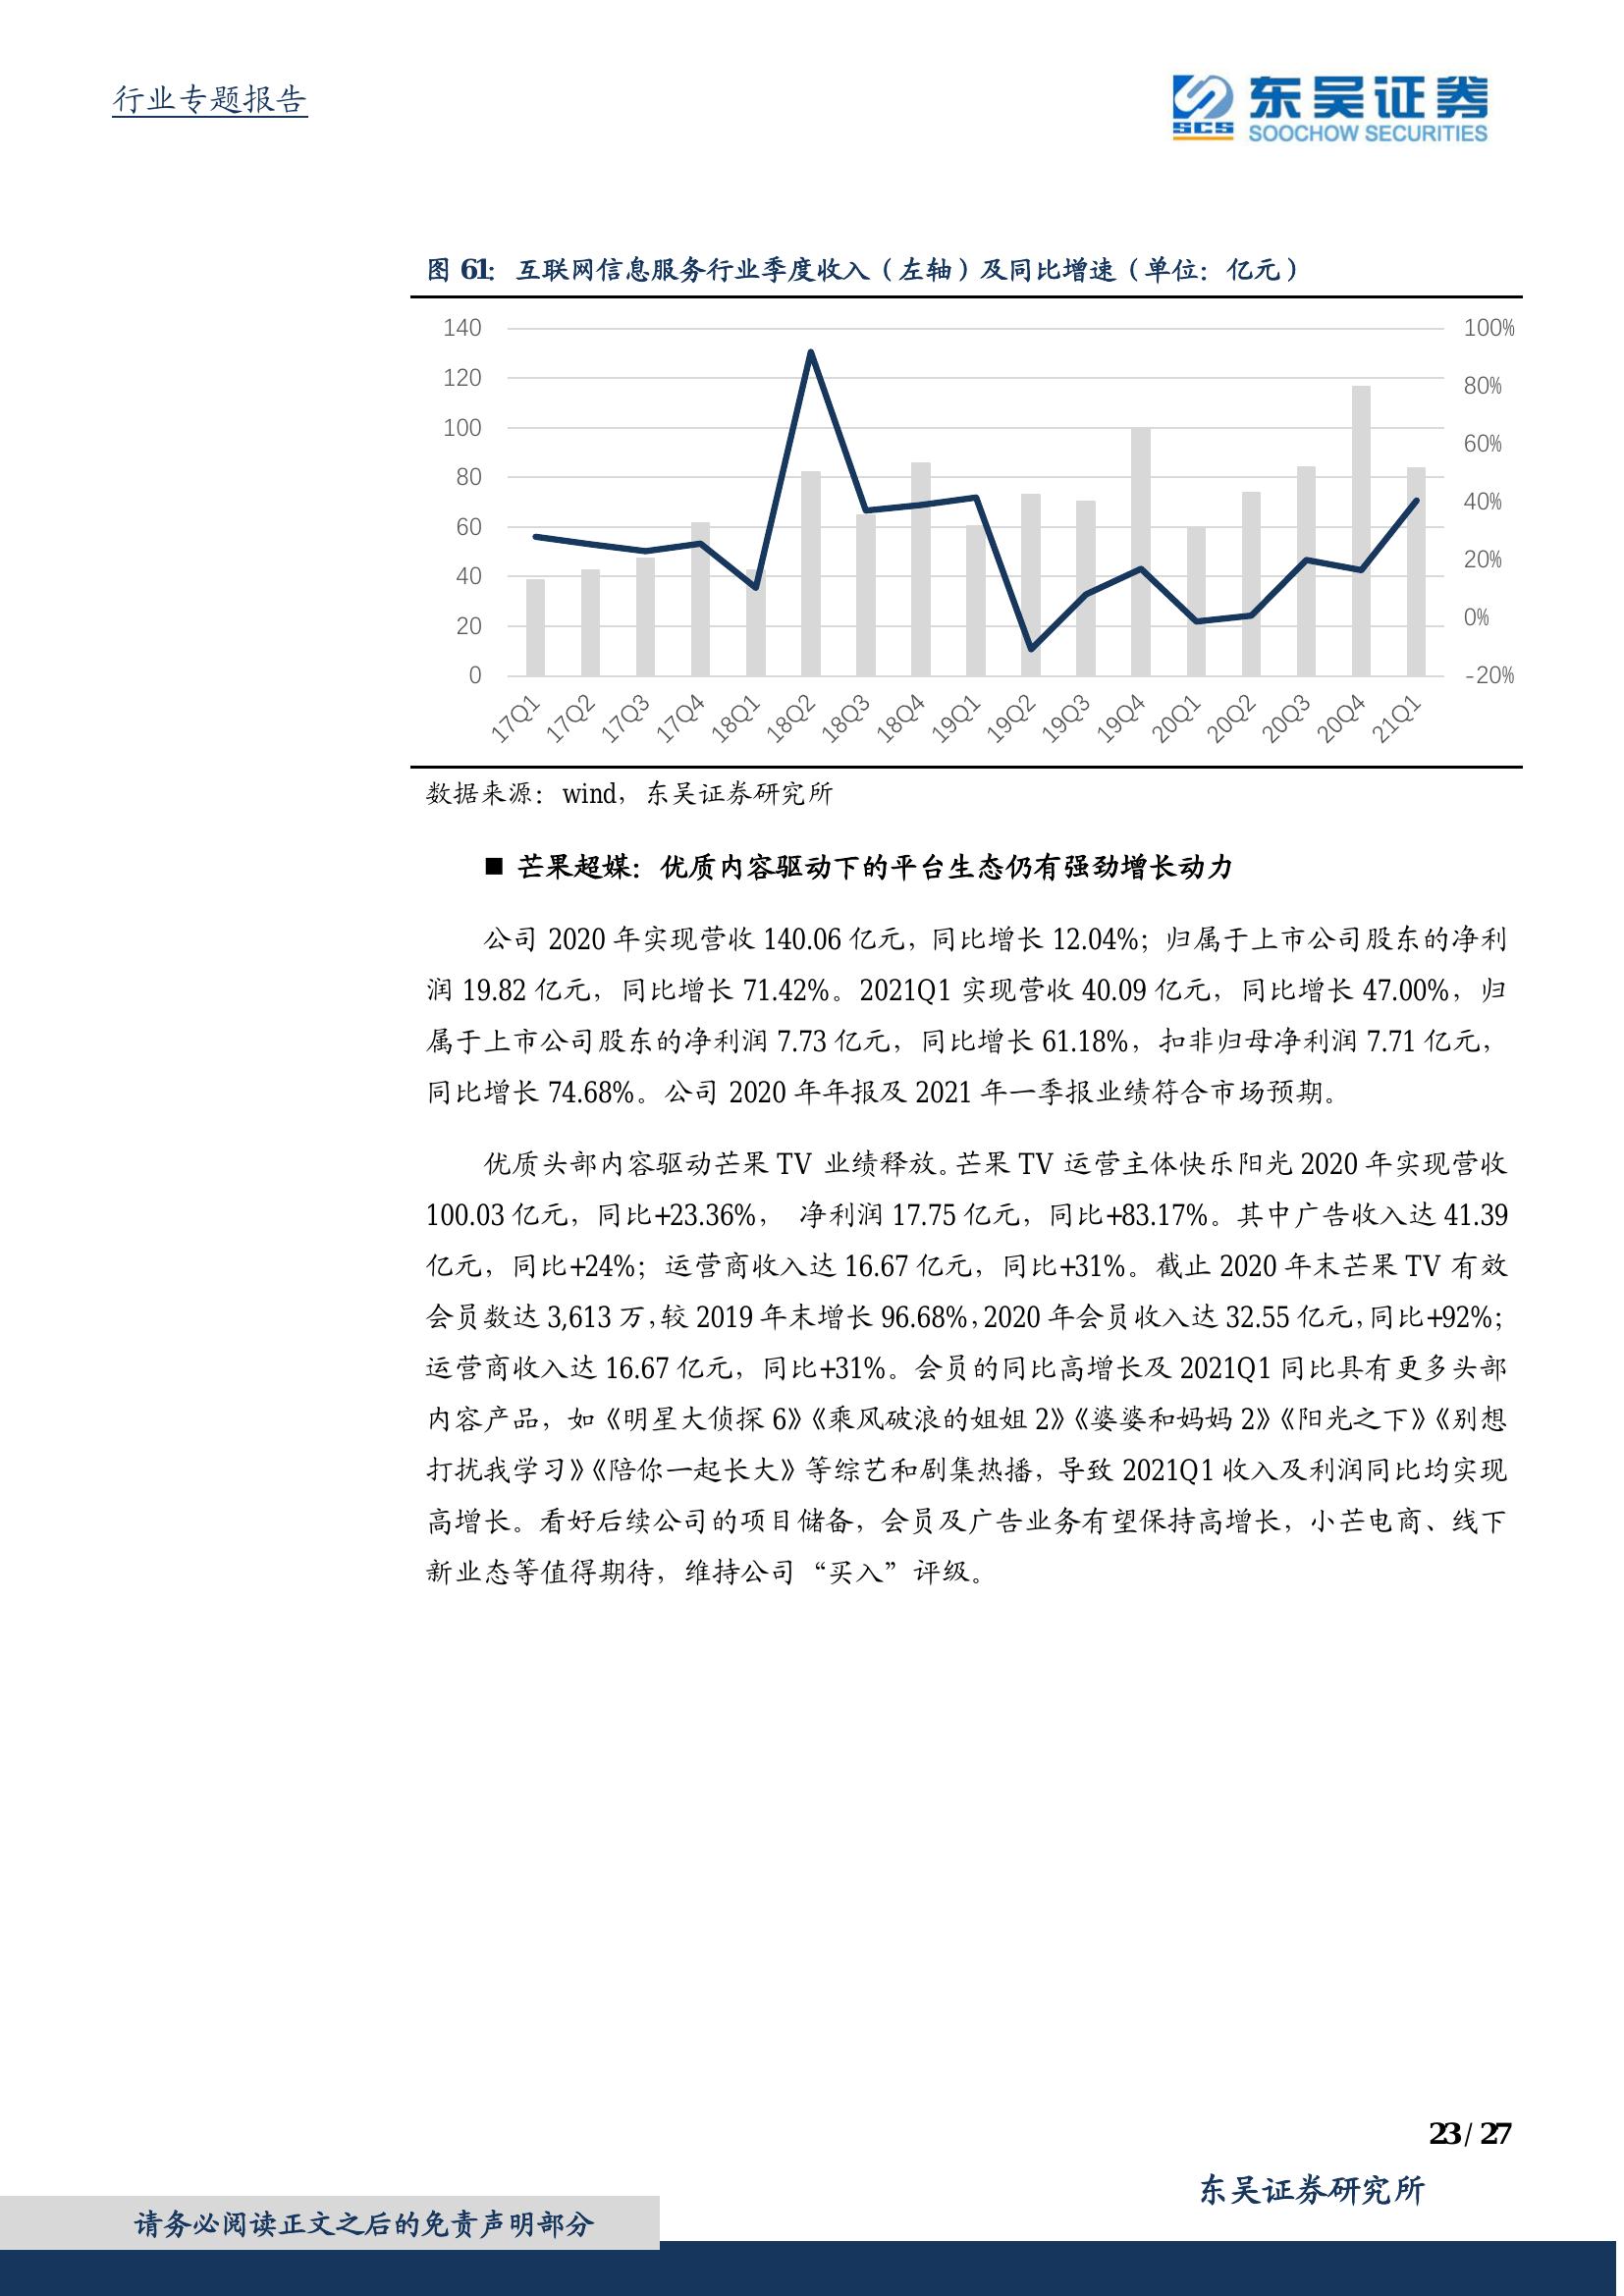 行业专题报告
SCS
东吴证券
SOOCHOW SECURITIES
图 61：互联网信息服务行业季度收入（左轴）及同比增速（单位：亿元）
140 100%
120 80%
100 60%
80 40%
60 20%
40 0%
20 -20%
0
17Q1 17Q2 17Q3 17Q4 18Q1 18Q2 18Q3 18Q4 19Q1 19Q2 19Q3 19Q4 20Q1 20Q2 20Q3 20Q4 21Q1
数据来源：wind，东吴证券研究所
■ 芒果超媒：优质内容驱动下的平台生态仍有强劲增长动力
公司 2020 年实现营收 140.06 亿元，同比增长 12.04%；归属于上市公司股东的净利
润 19.82 亿元，同比增长 71.42%。2021Q1 实现营收 40.09 亿元，同比增长 47.00%，归
属于上市公司股东的净利润 7.73 亿元，同比增长 61.18%，扣非归母净利润 7.71 亿元，
同比增长 74.68%。公司 2020 年年报及 2021 年一季报业绩符合市场预期。
优质头部内容驱动芒果 TV 业绩释放。芒果 TV 运营主体快乐阳光 2020 年实现营收
100.03 亿元，同比+23.36%， 净利润 17.75 亿元，同比+83.17%。其中广告收入达 41.39
亿元，同比+24%；运营商收入达 16.67 亿元，同比+31%。截止 2020 年末芒果 TV 有效
会员数达 3,613 万，较 2019 年末增长 96.68%，2020 年会员收入达 32.55 亿元，同比+92%；
运营商收入达 16.67 亿元，同比+31%。会员的同比高增长及 2021Q1 同比具有更多头部
内容产品，如《明星大侦探 6》《乘风破浪的姐姐 2》《婆婆和妈妈 2》《阳光之下》《别想
打扰我学习》《陪你一起长大》等综艺和剧集热播，导致 2021Q1 收入及利润同比均实现
高增长。看好后续公司的项目储备，会员及广告业务有望保持高增长，小芒电商、线下
新业态等值得期待，维持公司“买入”评级。
23 / 27
东吴证券研究所
请务必阅读正文之后的免责声明部分